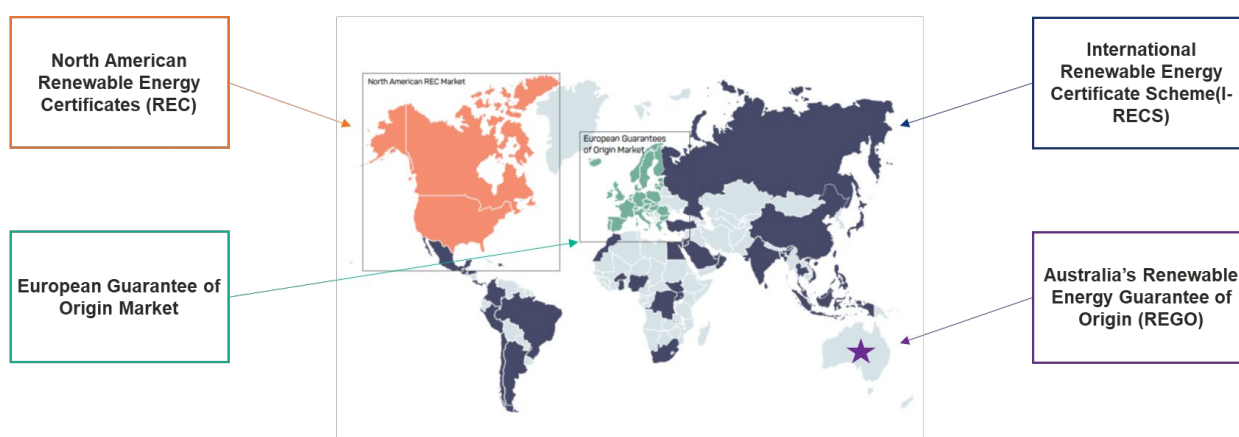 North American
Renewable Energy
Certificates (REC)
International
Renewable Energy
Certificate Scheme(I-
RECS)
North American REC Market
European Guarantees
of Origin Market
European Guarantee of
Origin Market
Australia's Renewable
Energy Guarantee of
Origin (REGO)